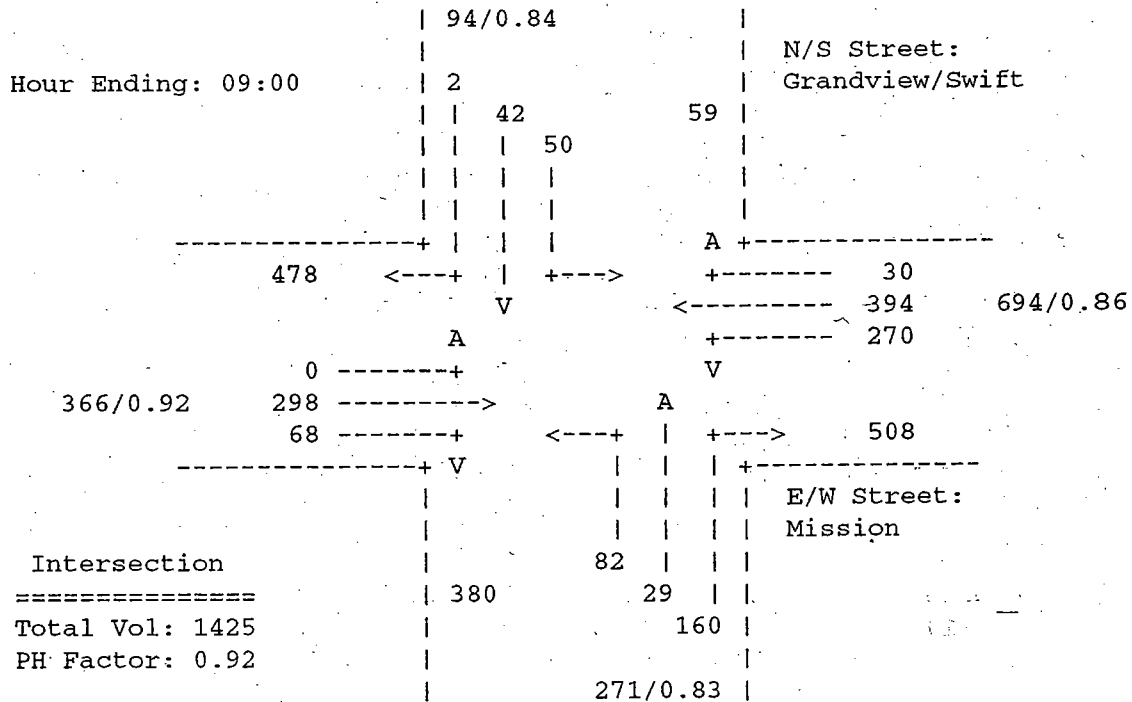 94/0.84
N/S Street:
Hour Ending: 09:00 2 Grandview/Swift
42 59
50
478 30
394 694/0.86
270
0
366/0.92 298
68 508
E/W Street:
Mission
Intersection 82
=============== 380 29
Total Vol: 1425 160
PH Factor: 0.92
271/0.83